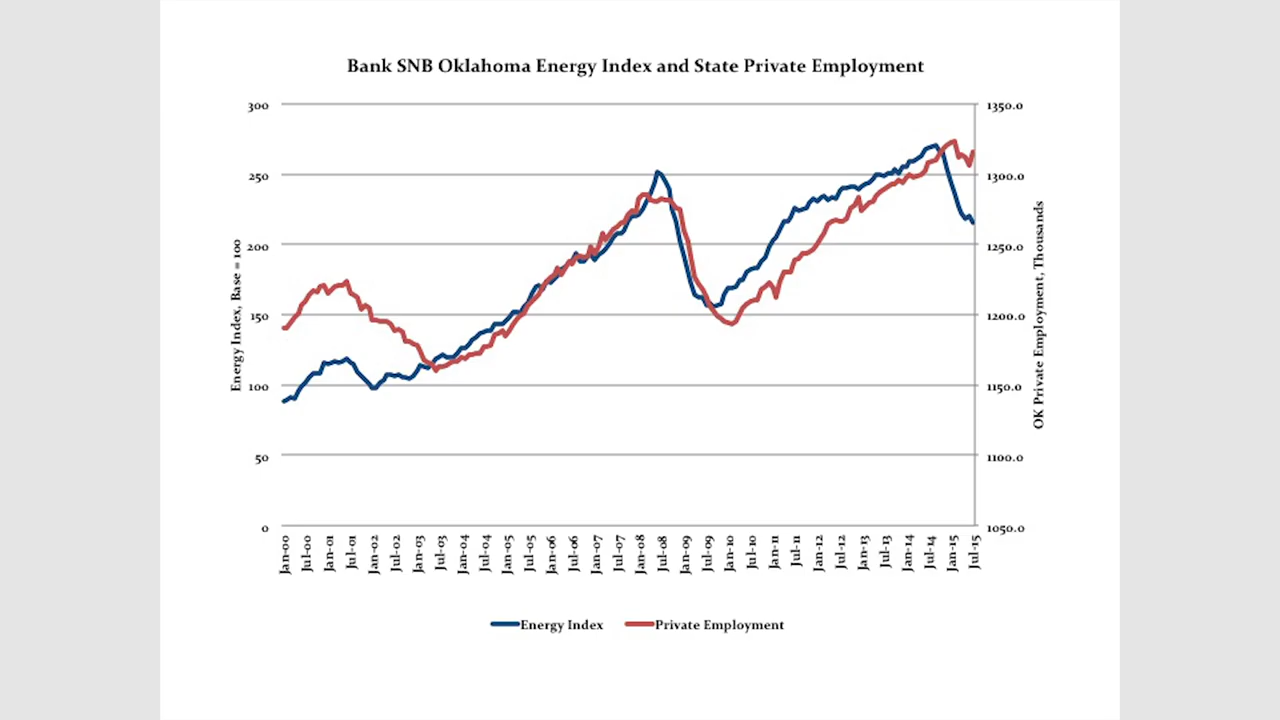 Bank SNB Oklahoma Energy Index and State Private Employment
300
250
200
150
100
50
0
Energy Index, Base = 100
1350.0
1300.0
1250.0
1200.0
1150.0
1100.0
1050.0
OK Private Employment, Thousands
Jan-00
Jul-00
Jan-01
Jul-01
Jan-02
Jul-02
Jan-03
Jul-03
Jan-04
Jul-04
Jan-05
Jul-05
Jan-06
Jul-06
Jan-07
Jul-07
Jan-08
Jul-08
Jan-09
Jul-09
Jan-10
Jul-10
Jan-11
Jul-11
Jan-12
Jul-12
Jan-13
Jul-13
Jan-14
Jul-14
Jan-15
Jul-15
Energy Index Private Employment